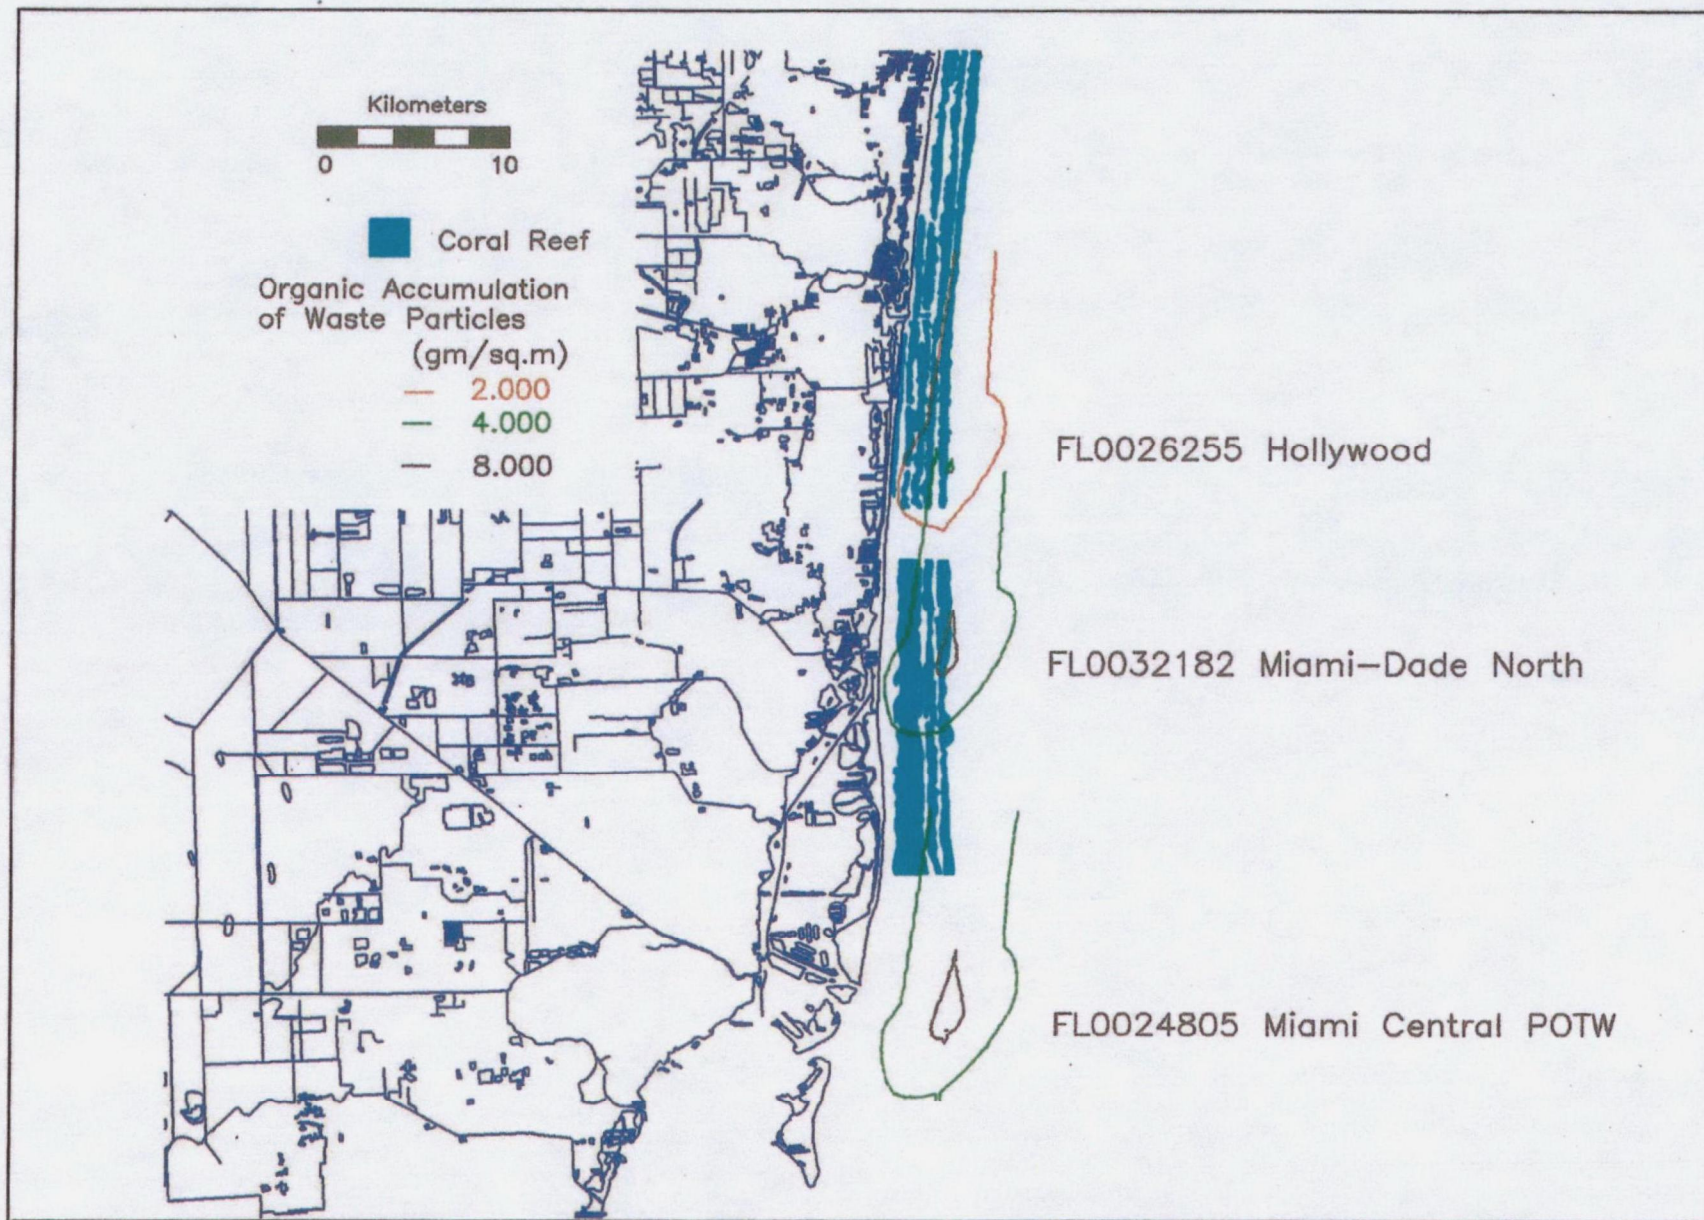 Kilometers
0 10
Coral Reef
Organic Accumulation
of Waste Particles
(gm/sq.m)
2.000
4.000
8.000
FL0026255 Hollywood
FL0032182 Miami-Dade North
FL0024805 Miami Central POTW